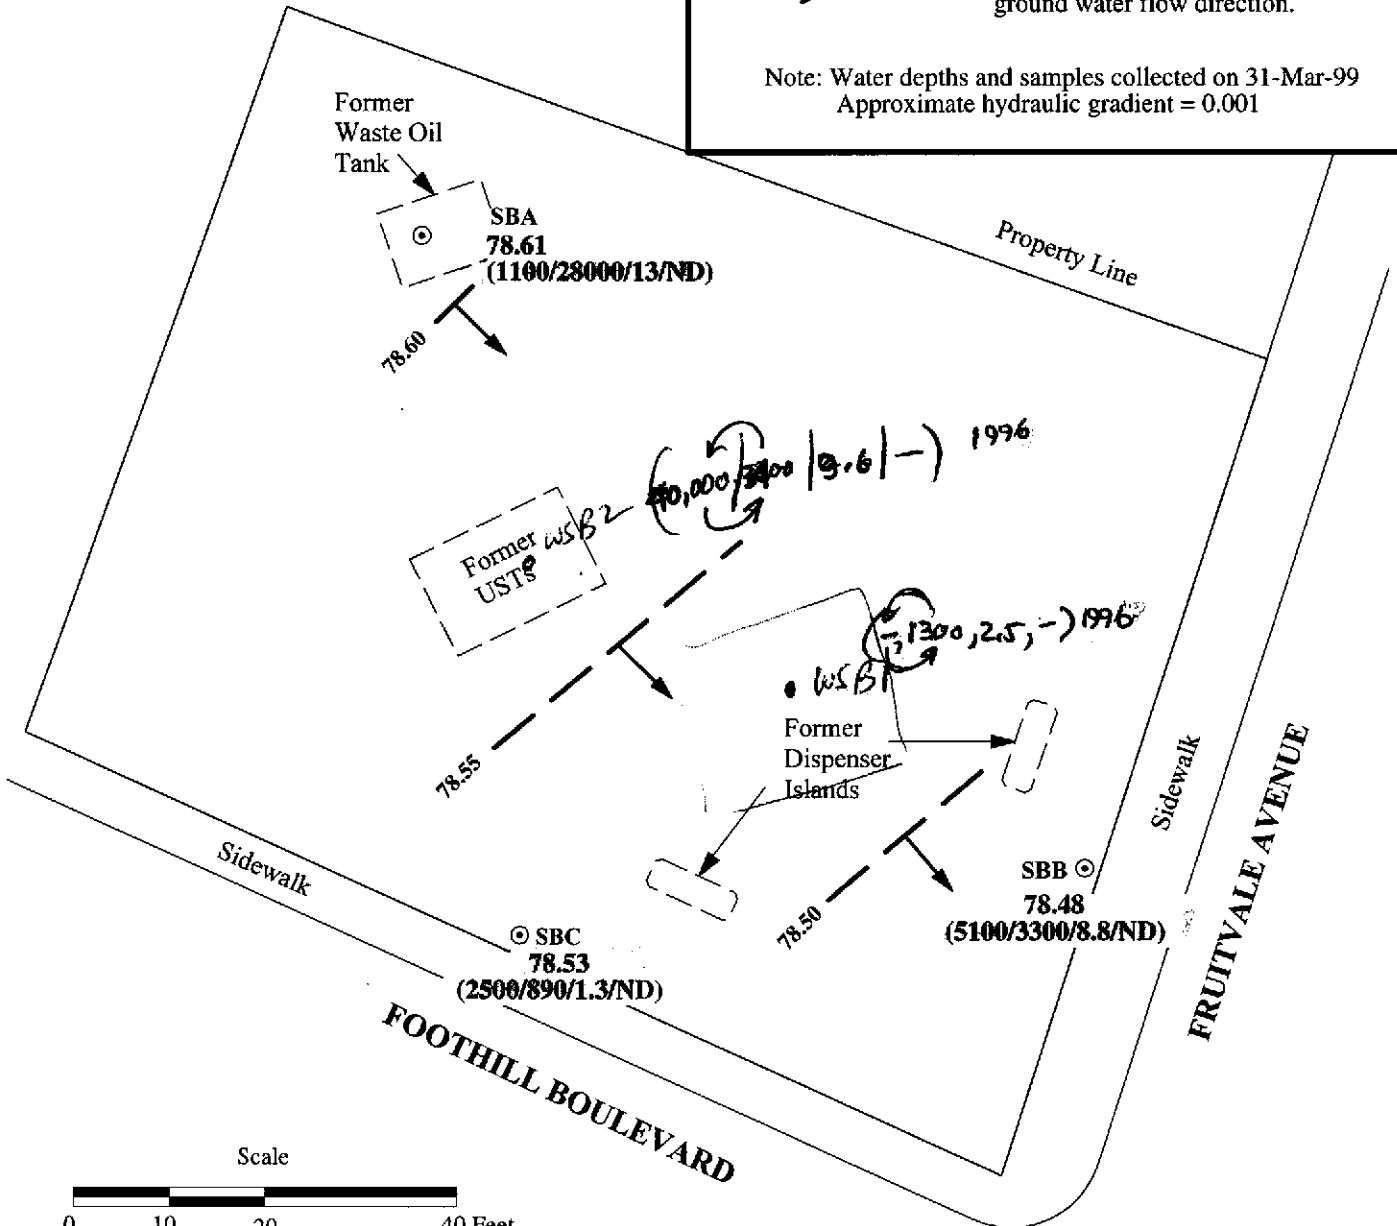 ground water flow direction.
Note: Water depths and samples collected on 31-Mar-99
Approximate hydraulic gradient = 0.001
Former
Waste Oil
Tank
SBA
78.61
(1100/28000/13/ND)
Property Line
78.60
1996
|9.6|-)
Former
USTs
WSB2
,1300,2.5,-) 1996
WSB1
78.55
Former
Dispenser
Islands
Sidewalk
FRUITVALE AVENUE
Sidewalk
SBB
78.48
(5100/3300/8.8/ND)
78.50
SBC
78.53
(2500/890/1.3/ND)
FOOTHILL BOULEVARD
Scale
0 10 20 40 Feet